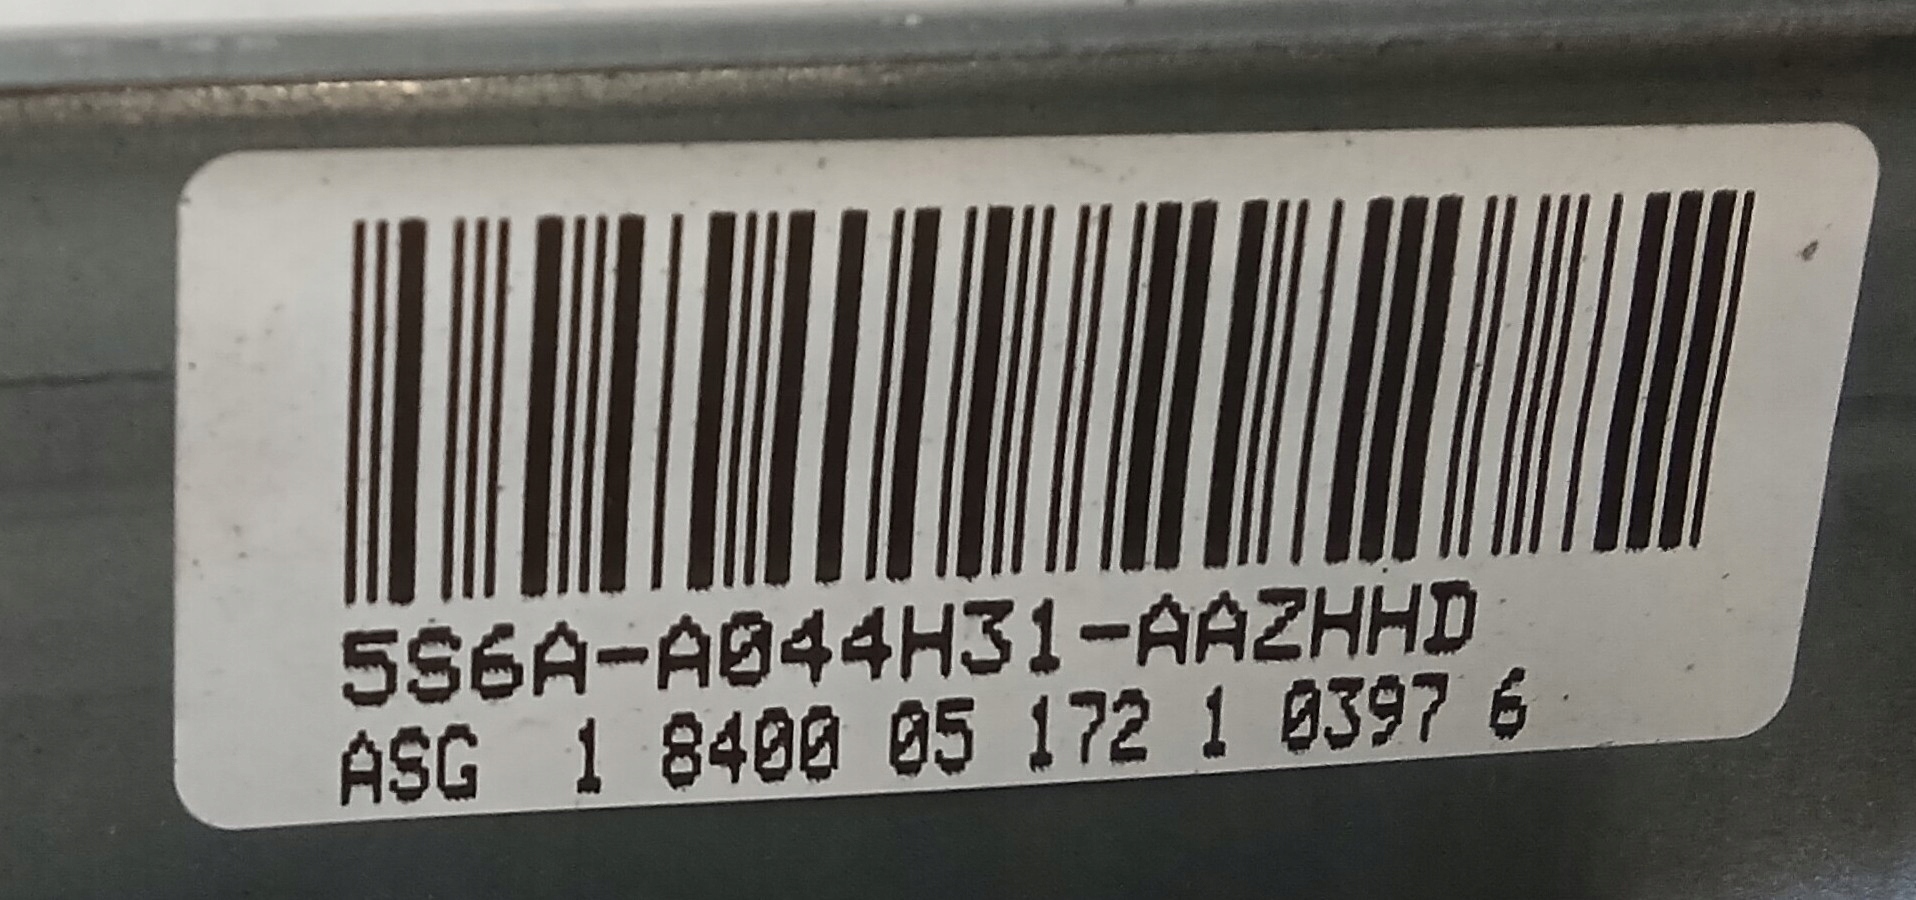 5S6A-A044H31-AAZHHD
ASG 1 8400 05 172 1 0397 6